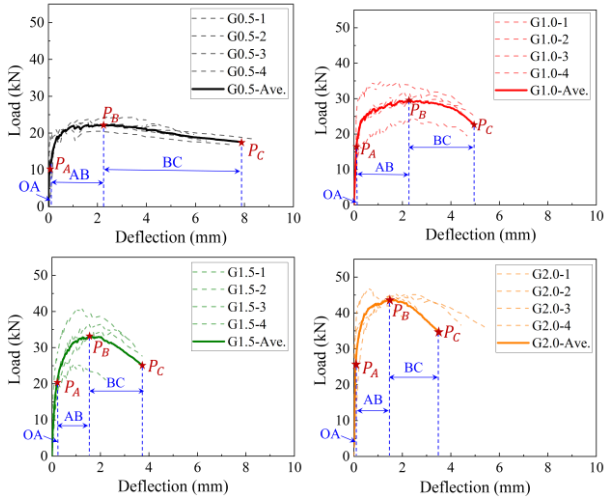 Load (kN)
50
40
30
20
10
0
G0.5-1
G0.5-2
G0.5-3
G0.5-4
G0.5-Ave.
P_A
P_B
P_C
OA
AB
BC
0 2 4 6 8 10
Deflection (mm)
Load (kN)
50
40
30
20
10
0
G1.0-1
G1.0-2
G1.0-3
G1.0-4
G1.0-Ave.
P_A
P_B
P_C
OA
AB
BC
0 2 4 6 8 10
Deflection (mm)
Load (kN)
50
40
30
20
10
0
G1.5-1
G1.5-2
G1.5-3
G1.5-4
G1.5-Ave.
P_A
P_B
P_C
OA
AB
BC
0 2 4 6 8 10
Deflection (mm)
Load (kN)
50
40
30
20
10
0
G2.0-1
G2.0-2
G2.0-3
G2.0-4
G2.0-Ave.
P_A
P_B
P_C
OA
AB
BC
0 2 4 6 8 10
Deflection (mm)